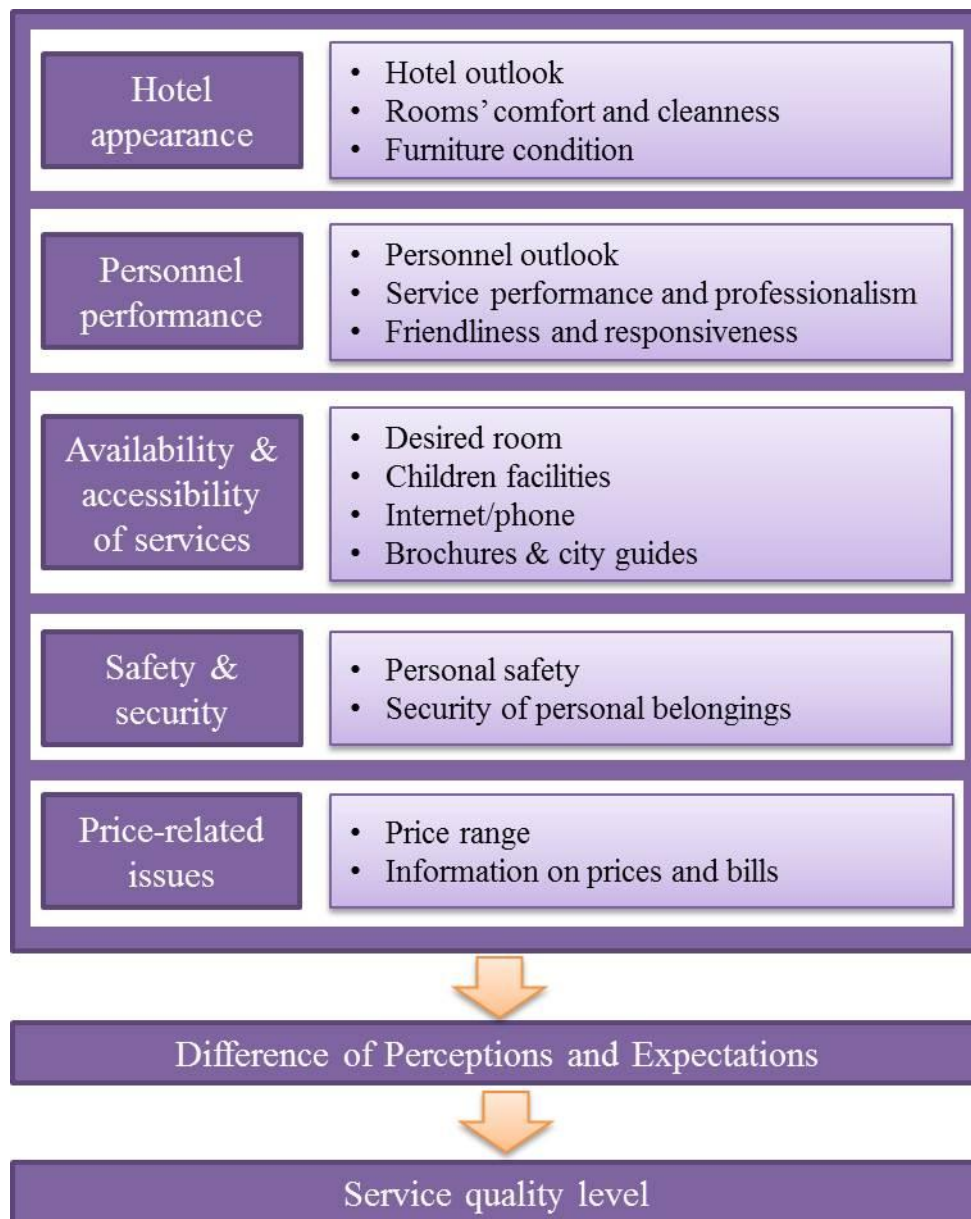 Hotel
appearance
• Hotel outlook
• Rooms' comfort and cleanness
• Furniture condition
Personnel
performance
• Personnel outlook
• Service performance and professionalism
• Friendliness and responsiveness
Availability &
accessibility
of services
• Desired room
• Children facilities
• Internet/phone
• Brochures & city guides
Safety &
security
• Personal safety
• Security of personal belongings
Price-related
issues
• Price range
• Information on prices and bills
Difference of Perceptions and Expectations
Service quality level